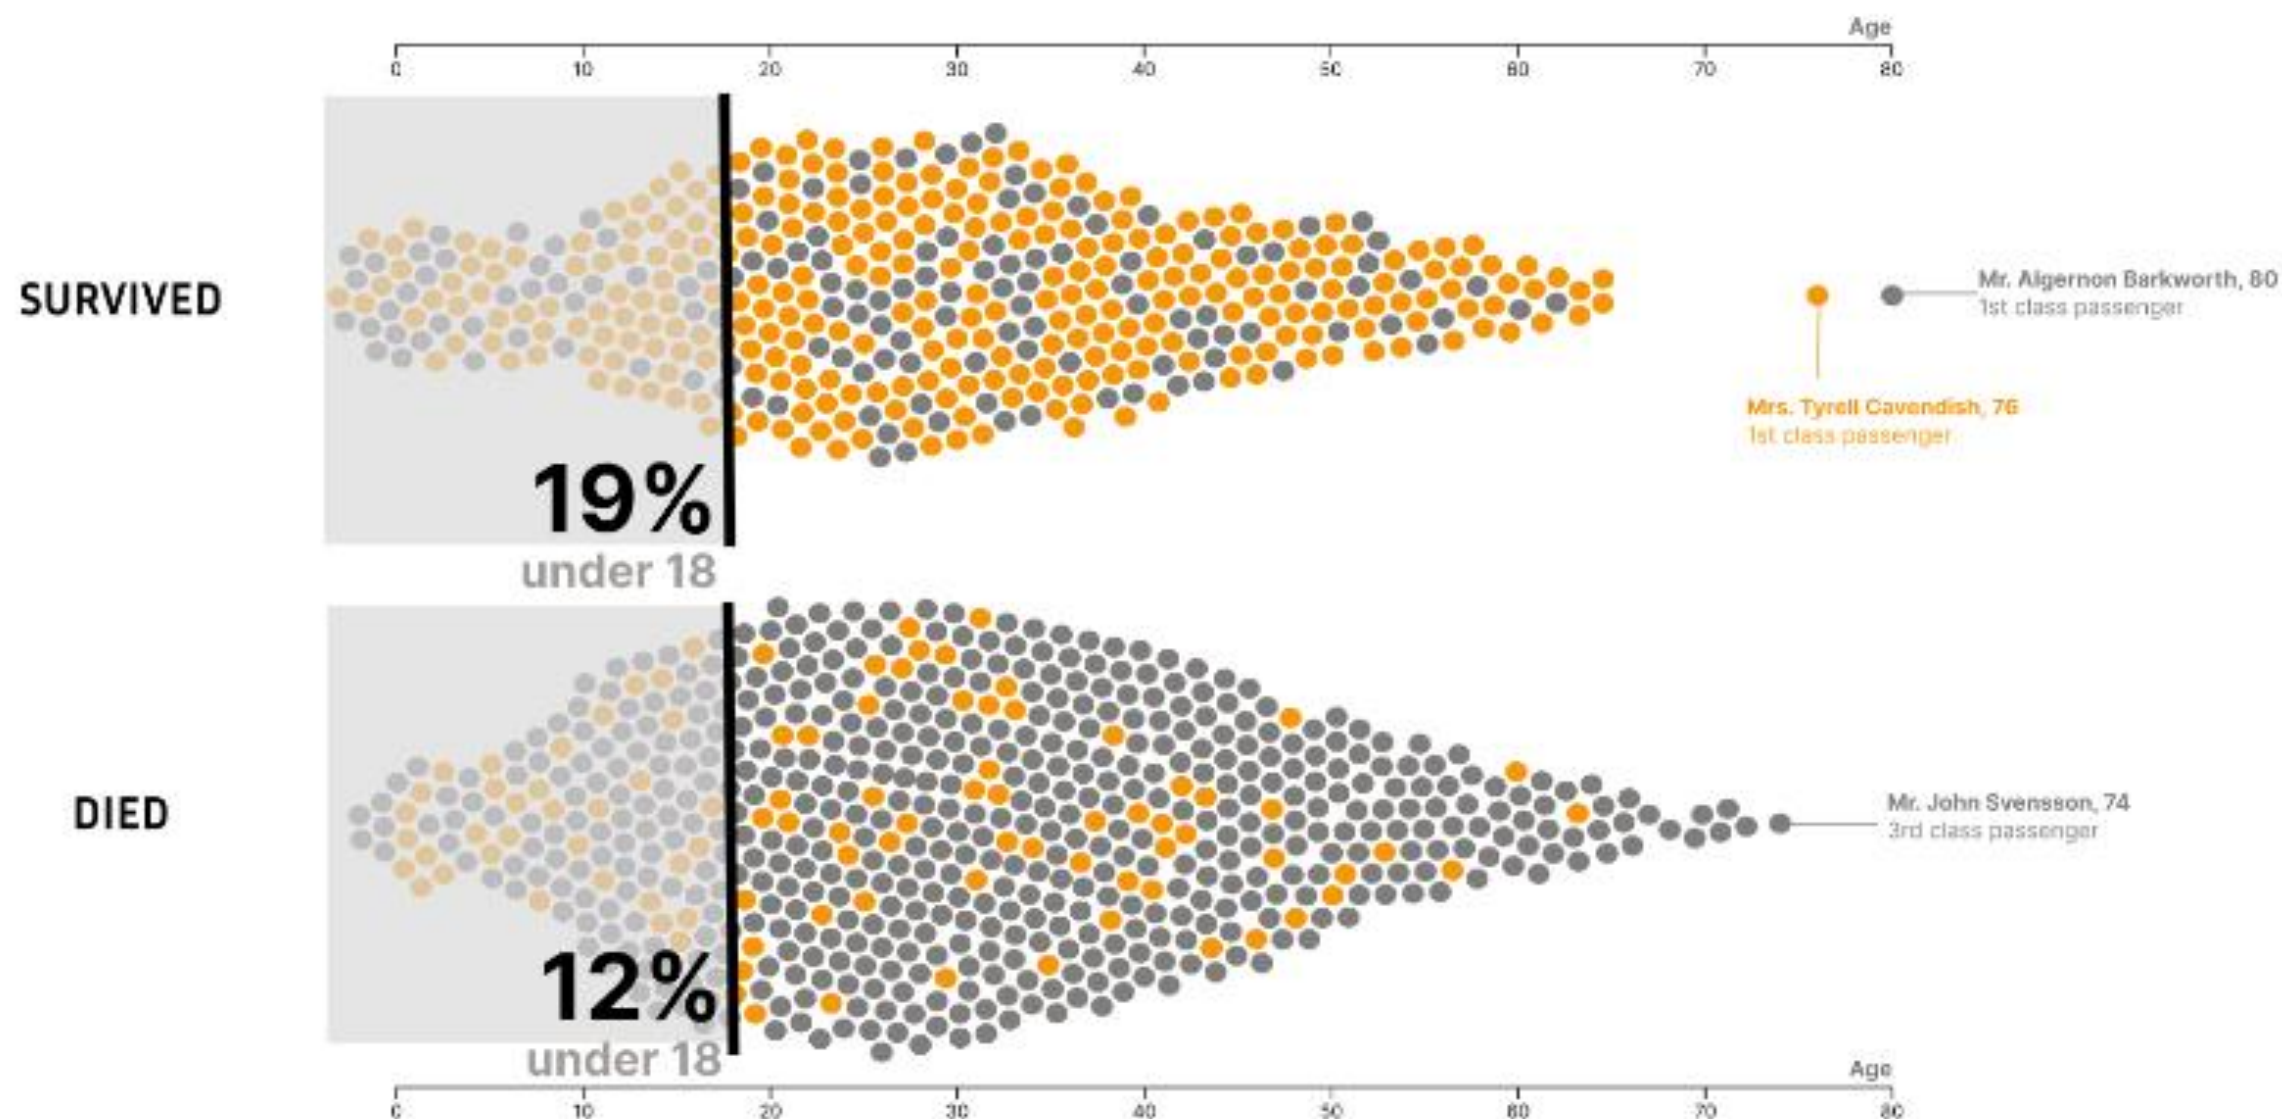 Age
0 10 20 30 40 50 60 70 80
SURVIVED
Mr. Algernon Barkworth, 80
1st class passenger
Mrs. Tyrell Cavendish, 76
1st class passenger
19%
under 18
DIED
Mr. John Svensson, 74
3rd class passenger
12%
under 18
Age
0 10 20 30 40 50 60 70 80